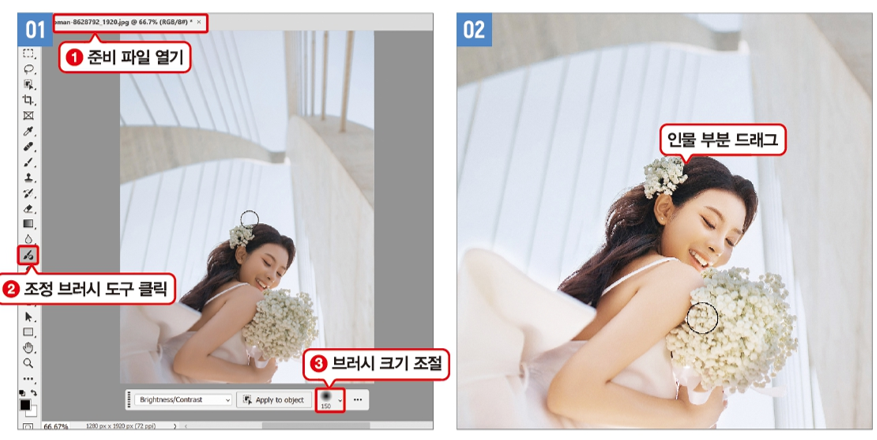 01
oman-8628792_1920.jpg @ 66.7% (RGB/8#) * ×
1 준비 파일 열기
2 조정 브러시 도구 클릭
3 브러시 크기 조절
Brightness/Contrast
Apply to object
150
66.67%
1280 px x 1920 px (72 ppi)
02
인물 부분 드래그